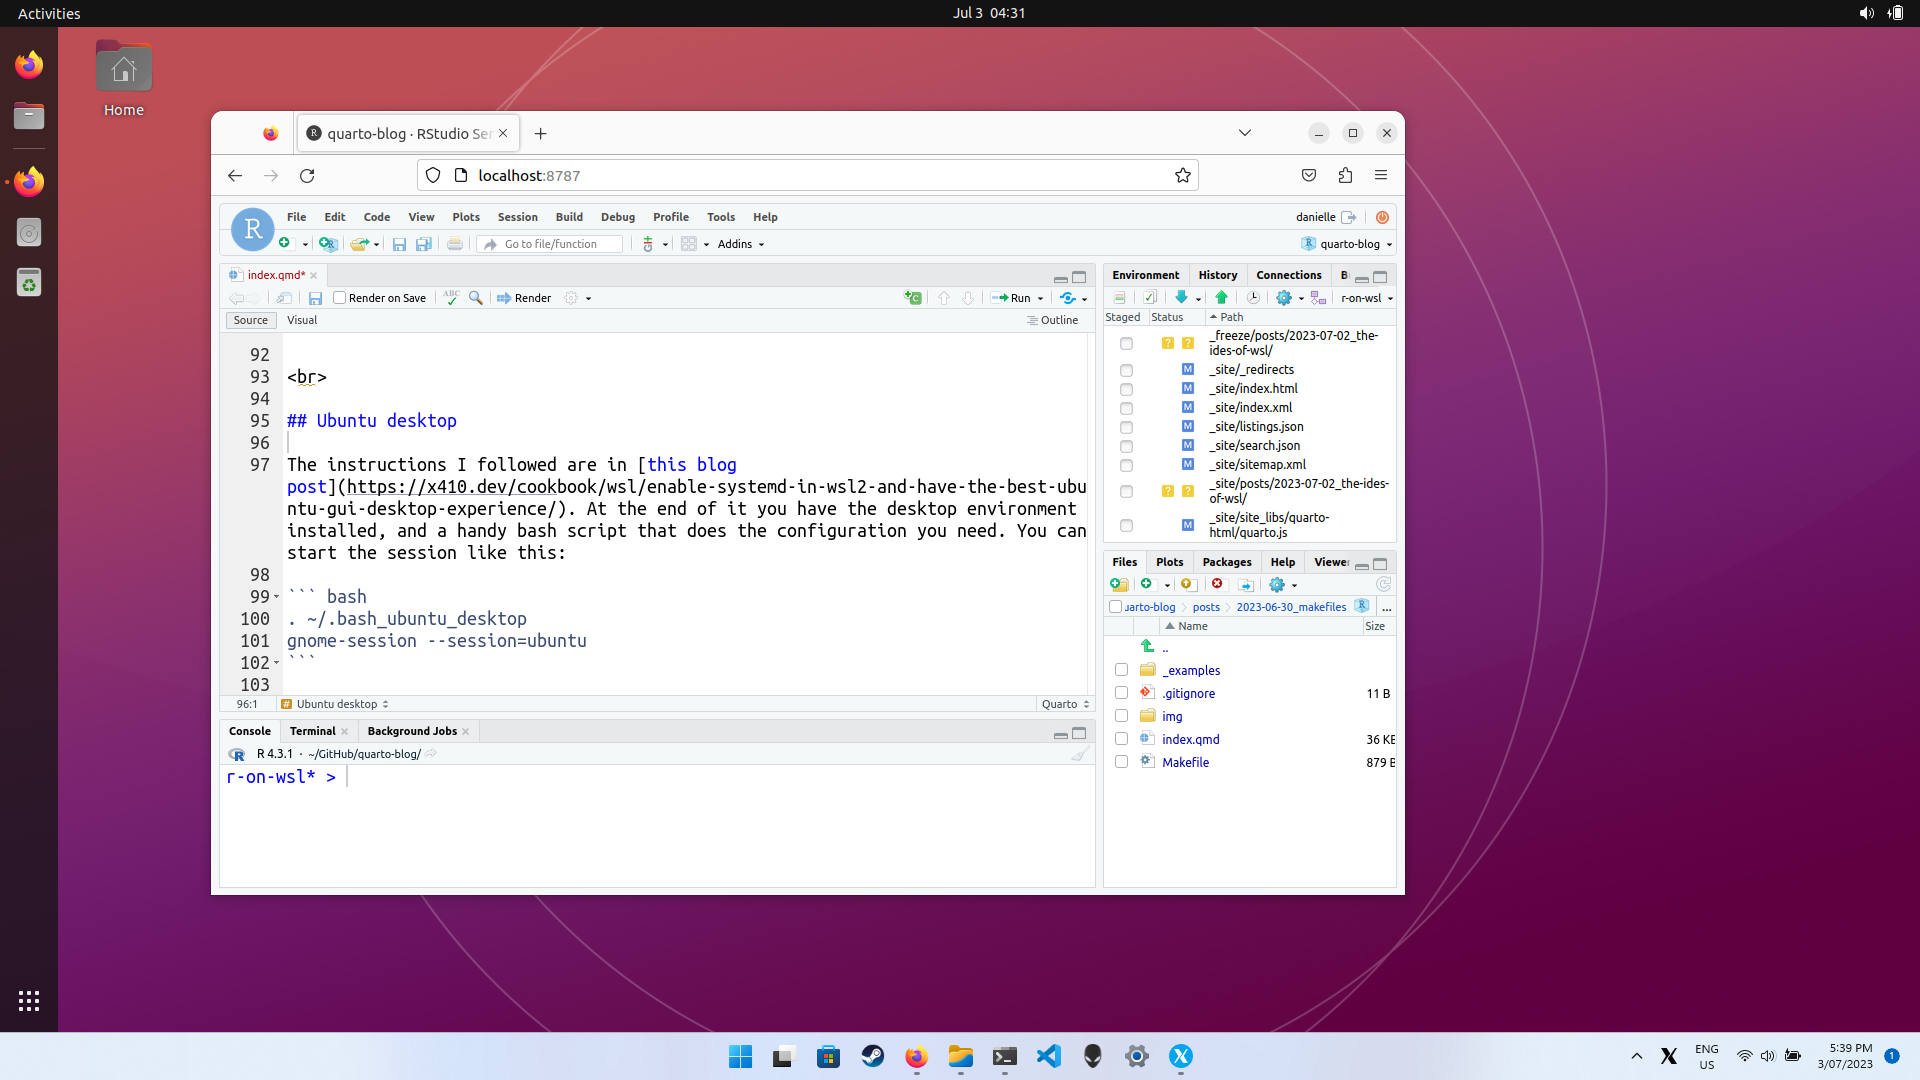 Activities
Jul 3 04:31
Home
quarto-blog · RStudio Ser
localhost:8787
R
File Edit Code View Plots Session Build Debug Profile Tools Help
danielle
Go to file/function
Addins
quarto-blog
index.qmd*
Render on Save
ABC
Render
Run
Source Visual
Outline
92
93 <br>
94
95 ## Ubuntu desktop
96
97 The instructions I followed are in [this blog
post](https://x410.dev/cookbook/wsl/enable-systemd-in-wsl2-and-have-the-best-ubu
ntu-gui-desktop-experience/). At the end of it you have the desktop environment
installed, and a handy bash script that does the configuration you need. You can
start the session like this:
98
99 ``` bash
100 . ~/.bash_ubuntu_desktop
101 gnome-session --session=ubuntu
102 ```
103
96:1 # Ubuntu desktop Quarto
Console Terminal Background Jobs
R 4.3.1 · ~/GitHub/quarto-blog/
r-on-wsl* >
Environment History Connections
r-on-wsl
Staged Status Path
? ? _freeze/posts/2023-07-02_the-
ides-of-wsl/
M _site/_redirects
M _site/index.html
M _site/index.xml
M _site/listings.json
M _site/search.json
M _site/sitemap.xml
? ? _site/posts/2023-07-02_the-ides-
of-wsl/
M _site/site_libs/quarto-
html/quarto.js
Files Plots Packages Help Viewer
uarto-blog posts 2023-06-30_makefiles ...
Name Size
..
_examples
.gitignore 11 B
img
index.qmd 36 KB
Makefile 879 B
ENG
US
5:39 PM
3/07/2023
1